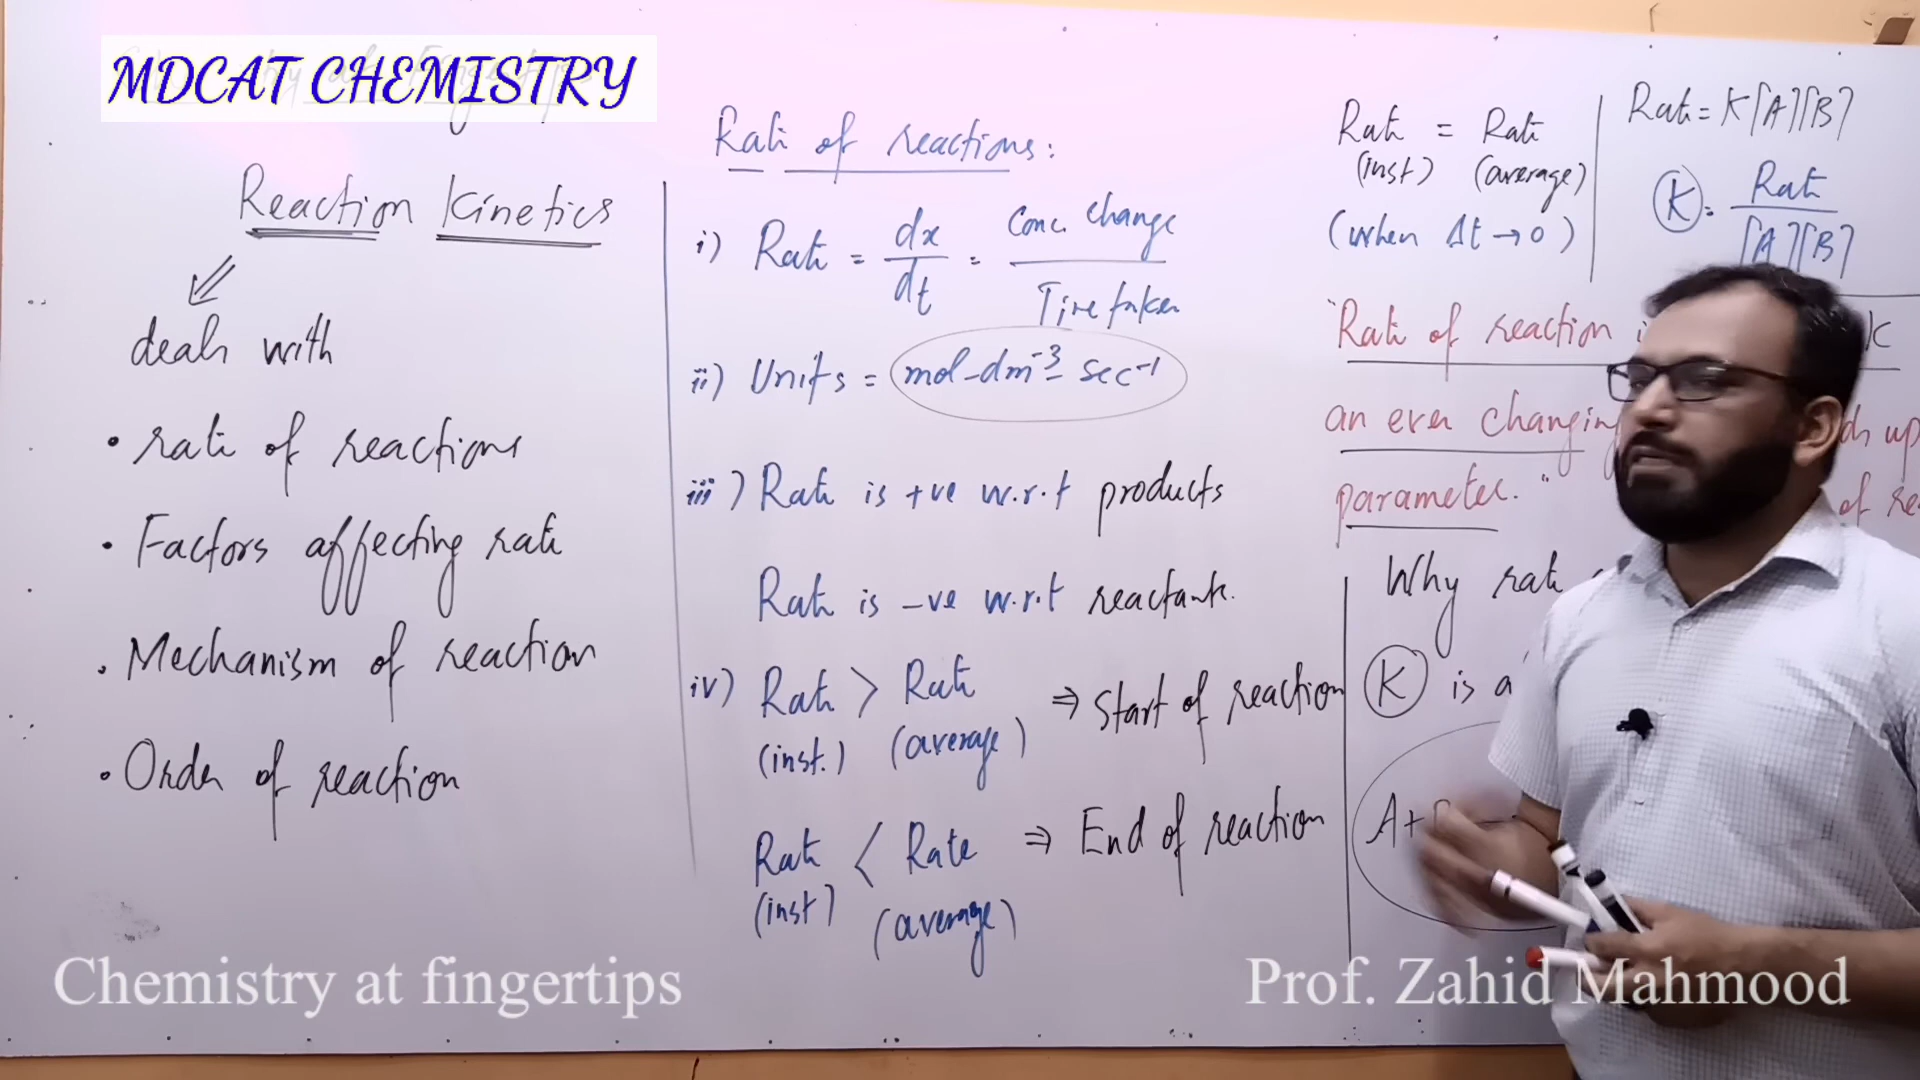 MDCAT CHEMISTRY
Reaction Kinetics
deals with
• rate of reactions
• Factors affecting rate
• Mechanism of reaction
• Order of reaction
Rate of reactions:
i) Rate = dx/dt = Conc. change / Time taken
ii) Units = mol-dm⁻³- sec⁻¹
iii) Rate is +ve w.r.t products
Rate is -ve w.r.t reactants.
iv) Rate > Rate ⇒ Start of reaction
(inst.) (average)
Rate < Rate ⇒ End of reaction
(inst) (average)
Rate = Rate
(inst) (average)
(when Δt → 0)
Rate = K[A][B]
K = Rate / [A][B]
"Rate of reaction
an ever changing
parameter."
K
up
of
Why rate
K is a
A +
Chemistry at fingertips
Prof. Zahid Mahmood